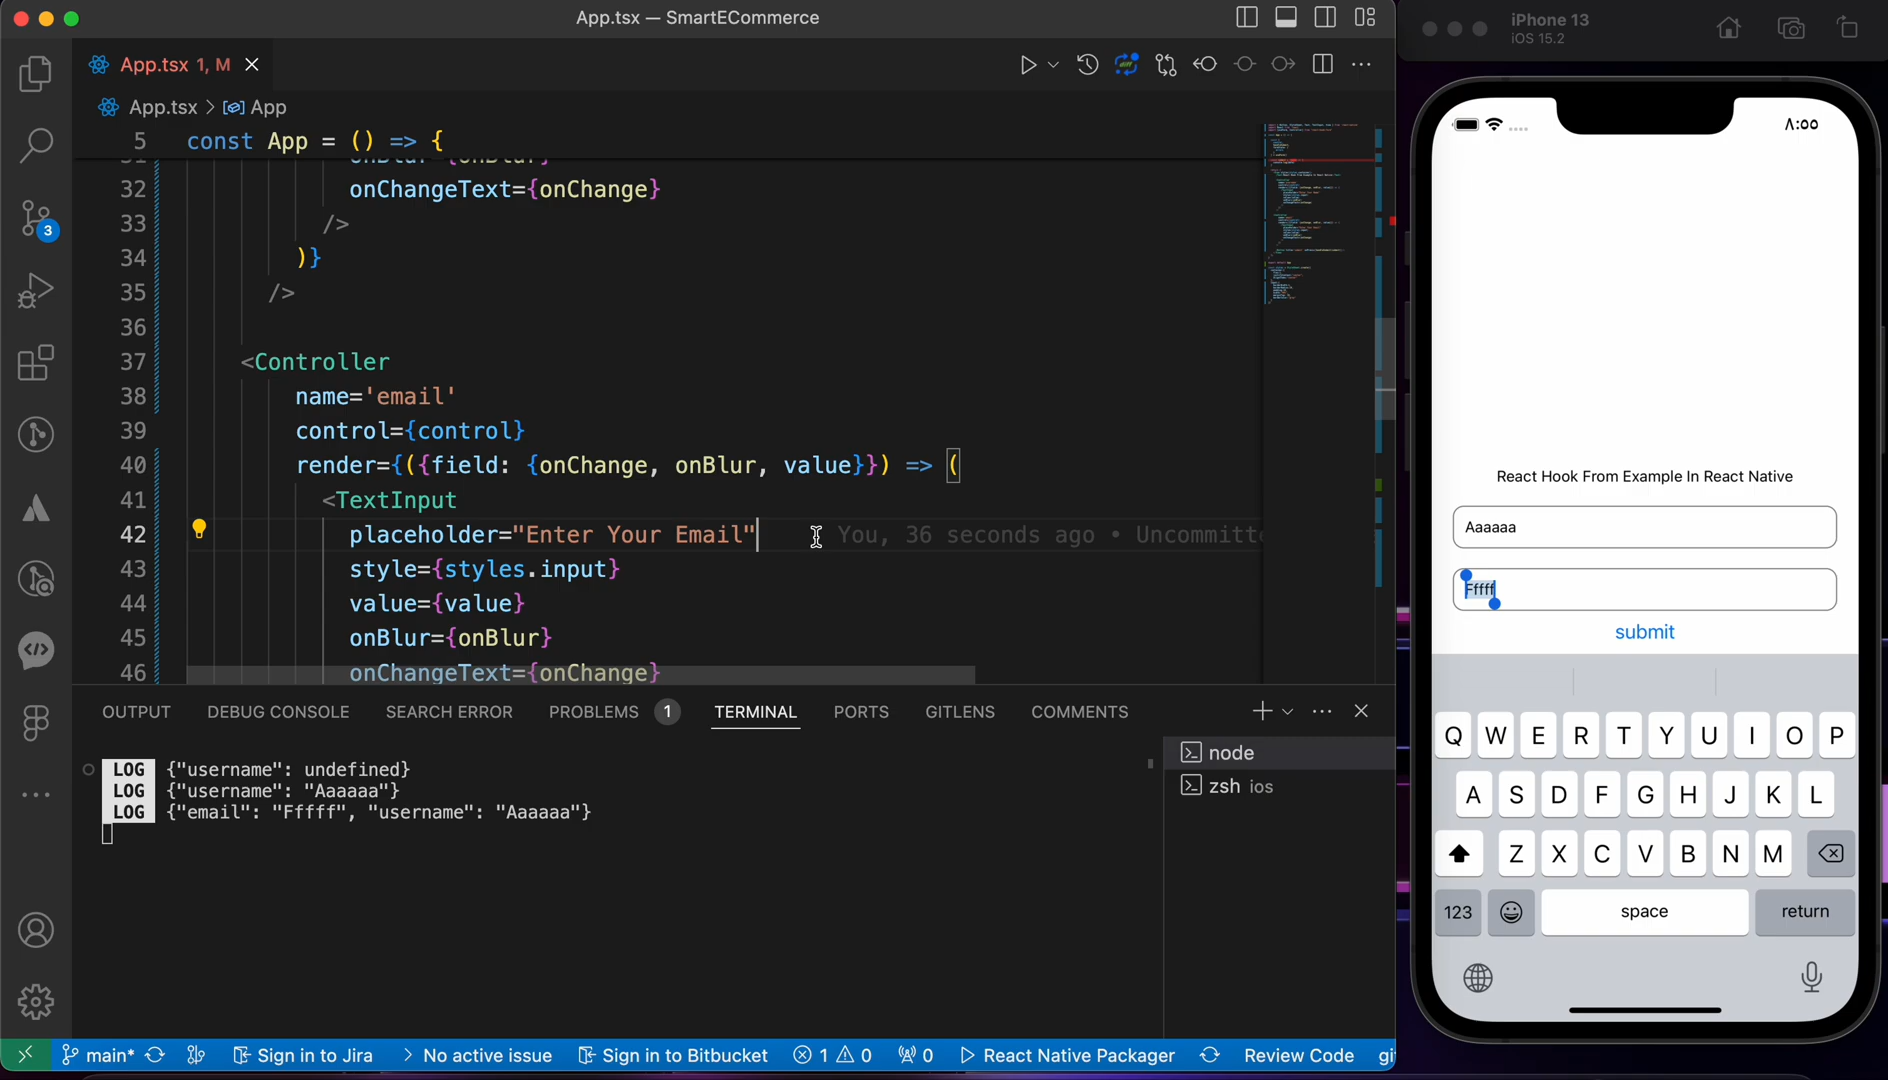 App.tsx — SmartECommerce
App.tsx 1, M
App.tsx > App
5 const App = () => {
32 onChangeText={onChange}
33 />
34 )}
35 />
36
37 <Controller
38 name='email'
39 control={control}
40 render={({field: {onChange, onBlur, value}}) => (
41 <TextInput
42 placeholder="Enter Your Email" You, 36 seconds ago • Uncommitte
43 style={styles.input}
44 value={value}
45 onBlur={onBlur}
46 onChangeText={onChange}
3
OUTPUT DEBUG CONSOLE SEARCH ERROR PROBLEMS 1 TERMINAL PORTS GITLENS COMMENTS
LOG {"username": undefined}
LOG {"username": "Aaaaaa"}
LOG {"email": "Ffffff", "username": "Aaaaaa"}
node
zsh ios
main* Sign in to Jira No active issue Sign in to Bitbucket 1 0 0 React Native Packager Review Code gi
iPhone 13
iOS 15.2
٨:٥٥
React Hook From Example In React Native
Aaaaaa
Ffffff
submit
Q W E R T Y U I O P
A S D F G H J K L
Z X C V B N M
123 space return